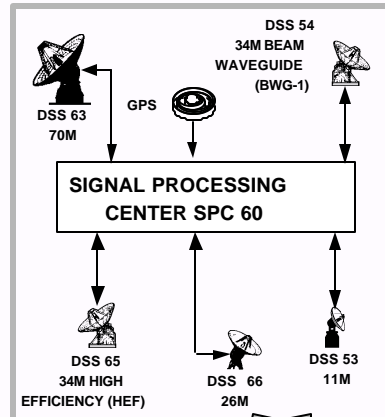 DSS 54
34M BEAM
WAVEGUIDE
(BWG-1)
DSS 63
70M
GPS
SIGNAL PROCESSING
CENTER SPC 60
DSS 65
34M HIGH
EFFICIENCY (HEF)
DSS 66
26M
DSS 53
11M